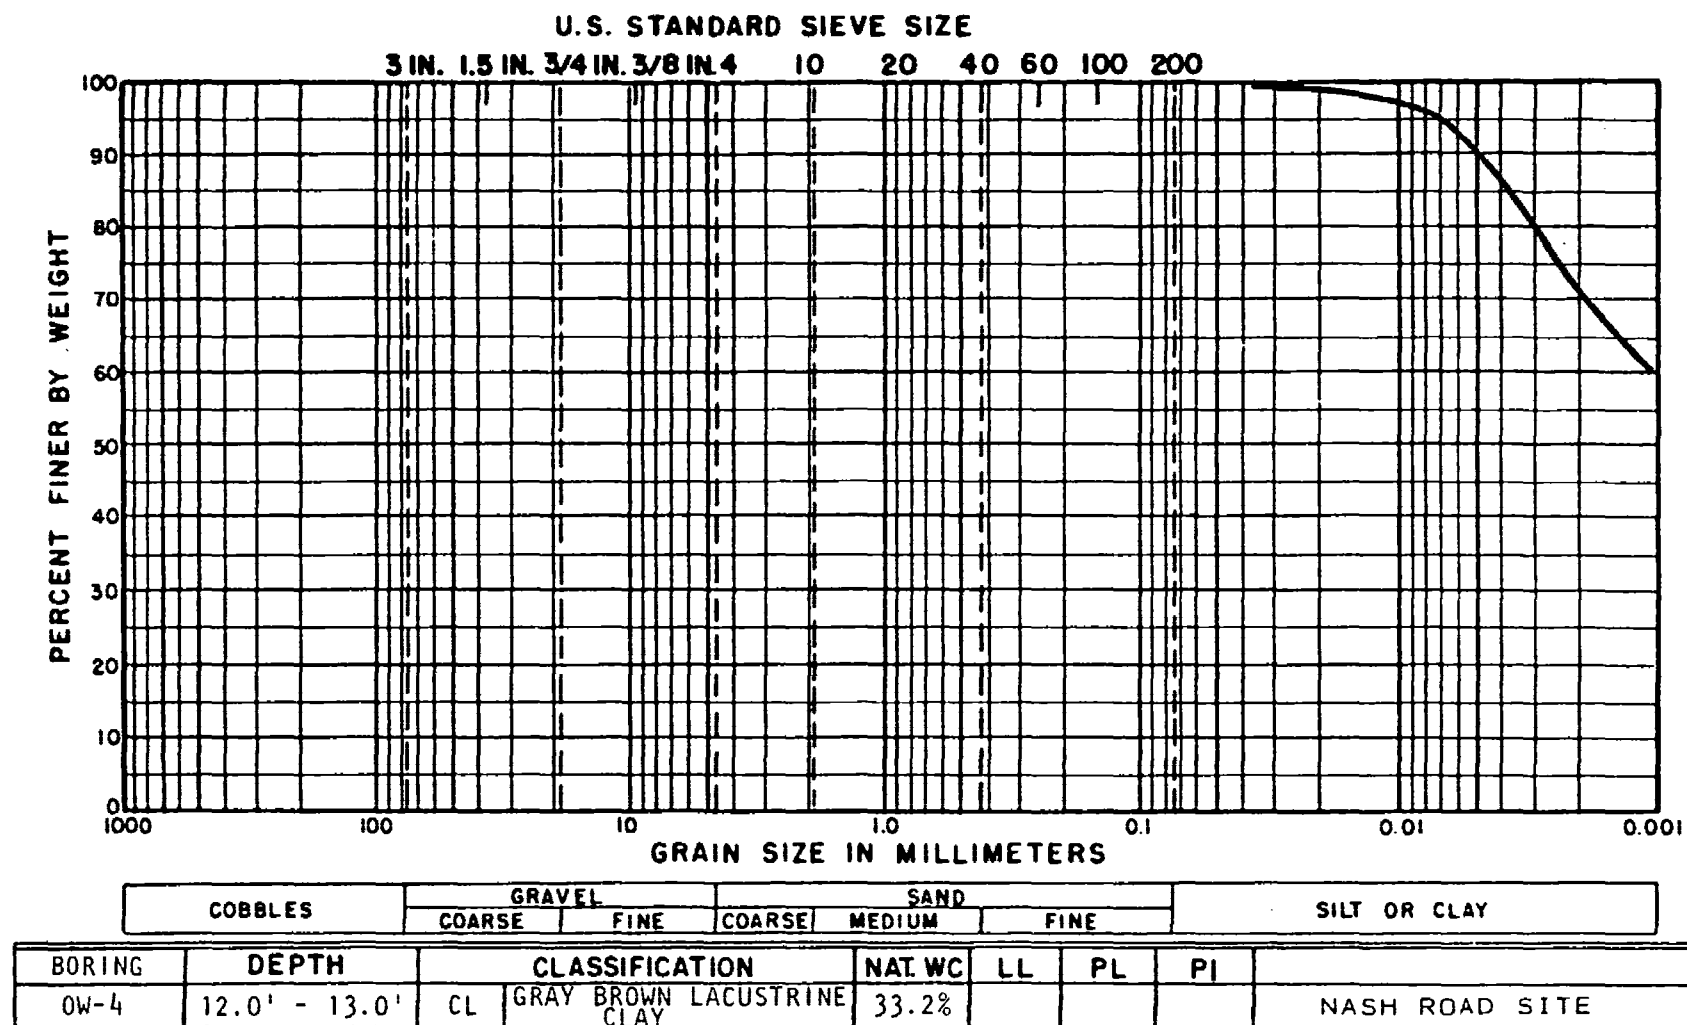 U.S. STANDARD SIEVE SIZE
3 IN. 1.5 IN. 3/4 IN. 3/8 IN. 4 10 20 40 60 100 200
PERCENT FINER BY WEIGHT
100
90
80
70
60
50
40
30
20
10
0
1000 100 10 1.0 0.1 0.01 0.001
GRAIN SIZE IN MILLIMETERS
COBBLES GRAVEL SAND SILT OR CLAY
COARSE FINE COARSE MEDIUM FINE
BORING DEPTH CLASSIFICATION NAT. WC LL PL PI
OW-4 12.0' - 13.0' CL GRAY BROWN LACUSTRINE CLAY 33.2% NASH ROAD SITE